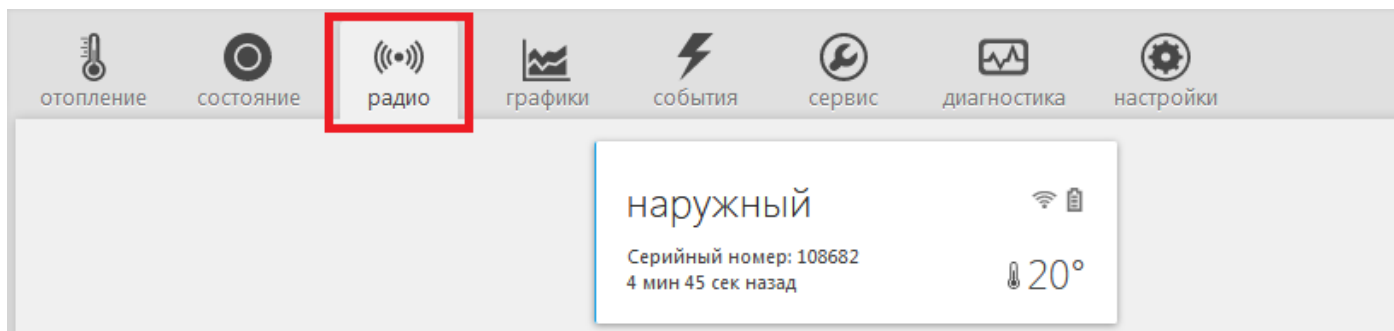 отопление состояние радио графики события сервис диагностика настройки
наружный
Серийный номер: 108682
4 мин 45 сек назад
20°